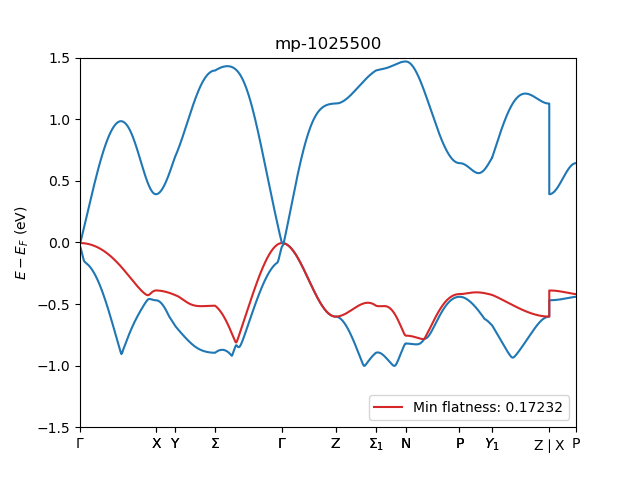 mp-1025500
E − E_F (eV)
1.5
1.0
0.5
0.0
−0.5
−1.0
−1.5
Min flatness: 0.17232
Γ X Y Σ Γ Z Σ₁ N P Y₁ Z | X P